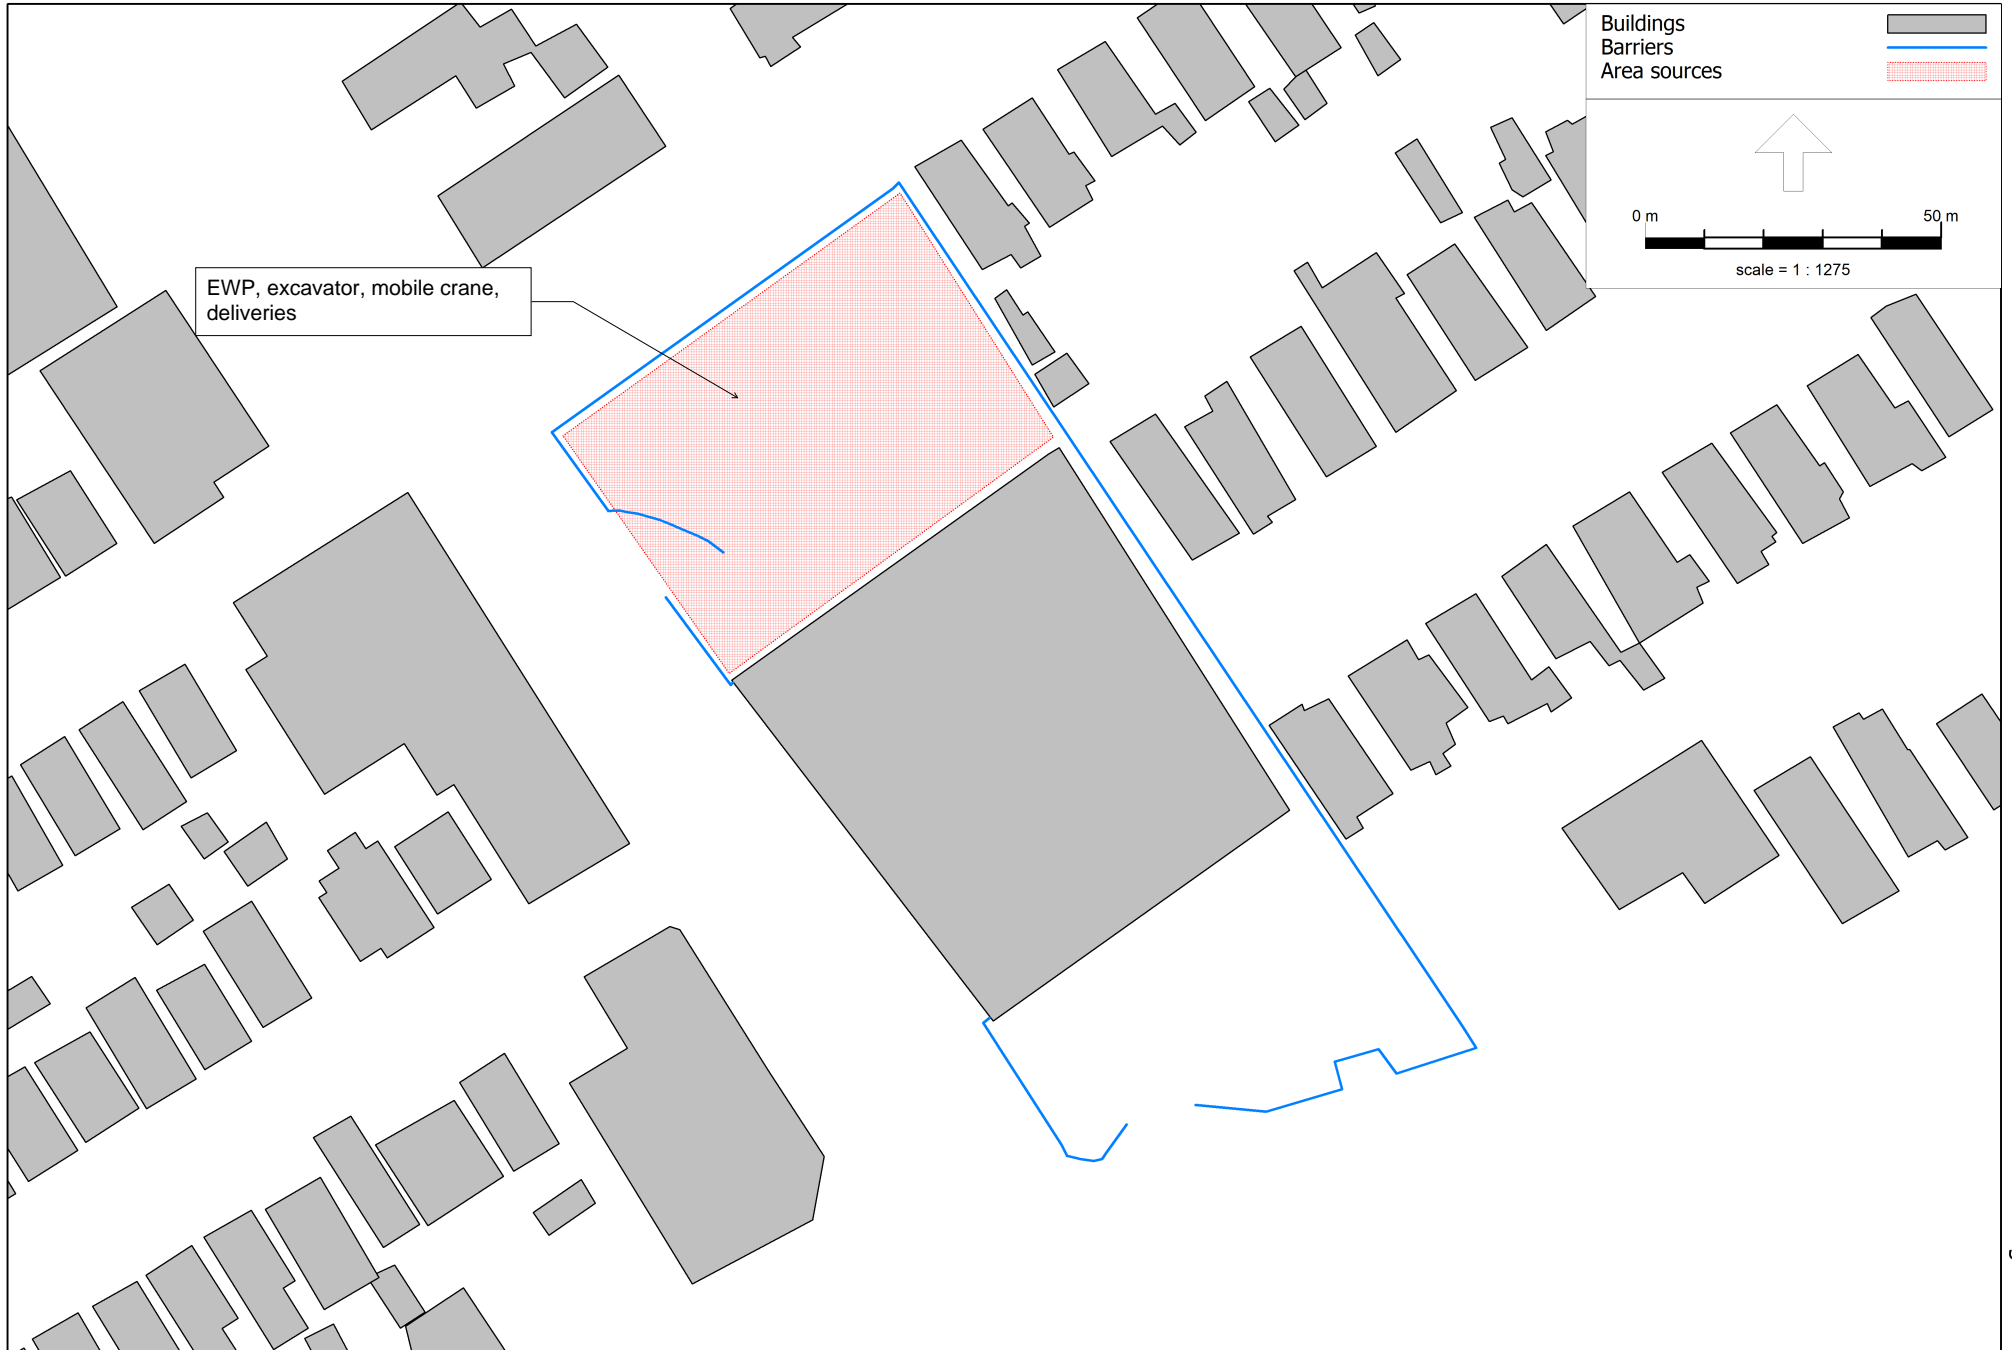 Buildings
Barriers
Area sources
0 m 50 m
scale = 1 : 1275
EWP, excavator, mobile crane,
deliveries